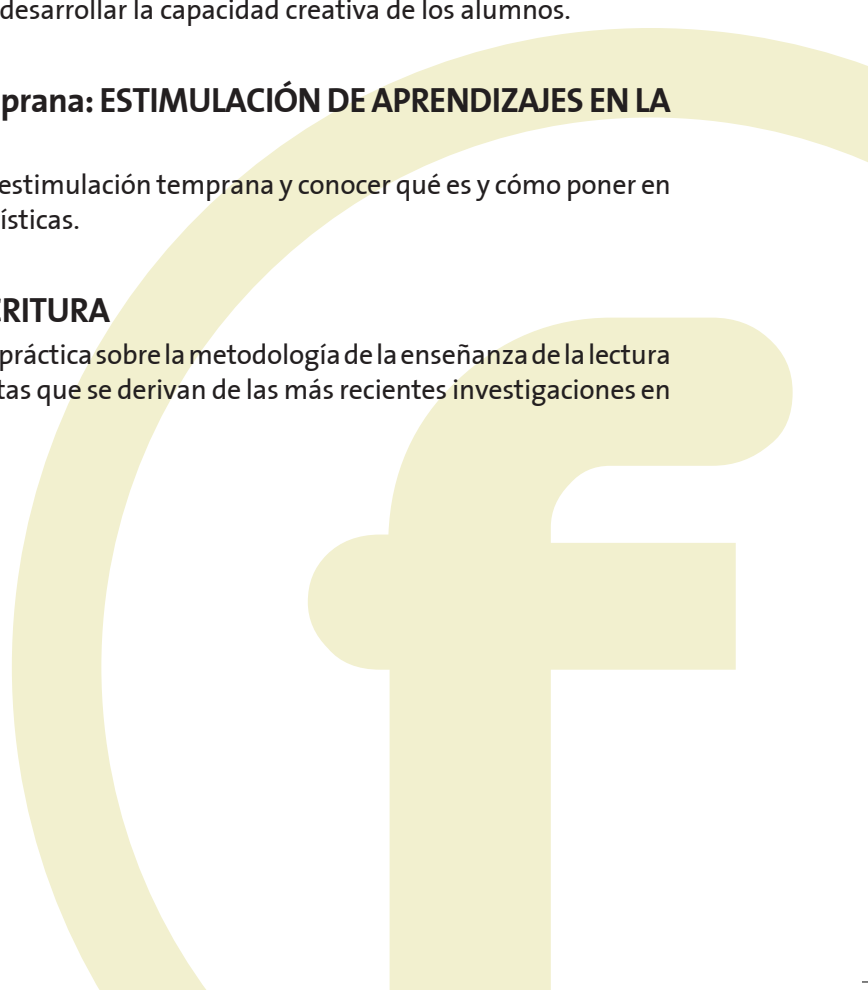 desarrollar la capacidad creativa de los alumnos.
prana: ESTIMULACIÓN DE APRENDIZAJES EN LA
estimulación temprana y conocer qué es y cómo poner en
ísticas.
CRITURA
práctica sobre la metodología de la enseñanza de la lectura
tas que se derivan de las más recientes investigaciones en
f